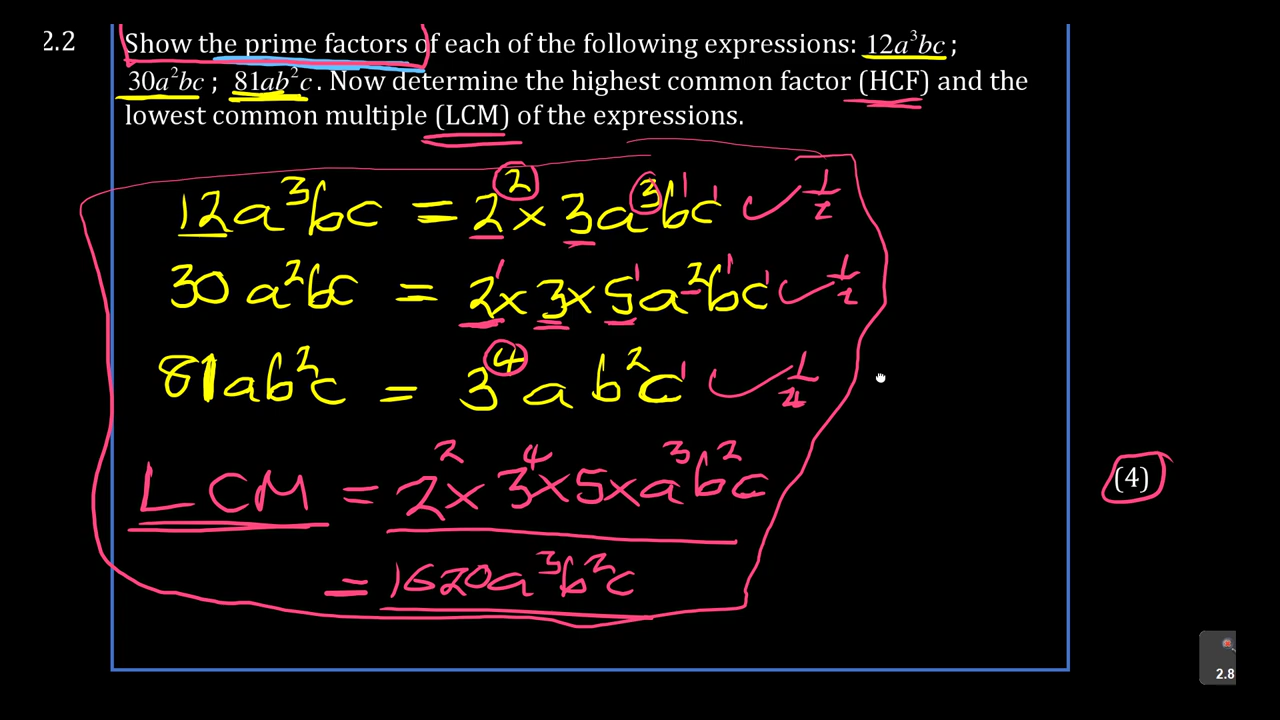 2.2 Show the prime factors of each of the following expressions: 12a³bc ;
30a²bc ; 81ab²c . Now determine the highest common factor (HCF) and the
lowest common multiple (LCM) of the expressions.
12a³bc = 2² × 3a³b¹c¹ ✓ 1/2
30a²bc = 2¹ × 3 × 5¹a²b¹c¹ ✓ 1/2
81ab²c = 3⁴ab²c¹ ✓ 1/2
LCM = 2² × 3⁴ × 5 × a³b²c
(4)
= 1620a³b²c
2.8